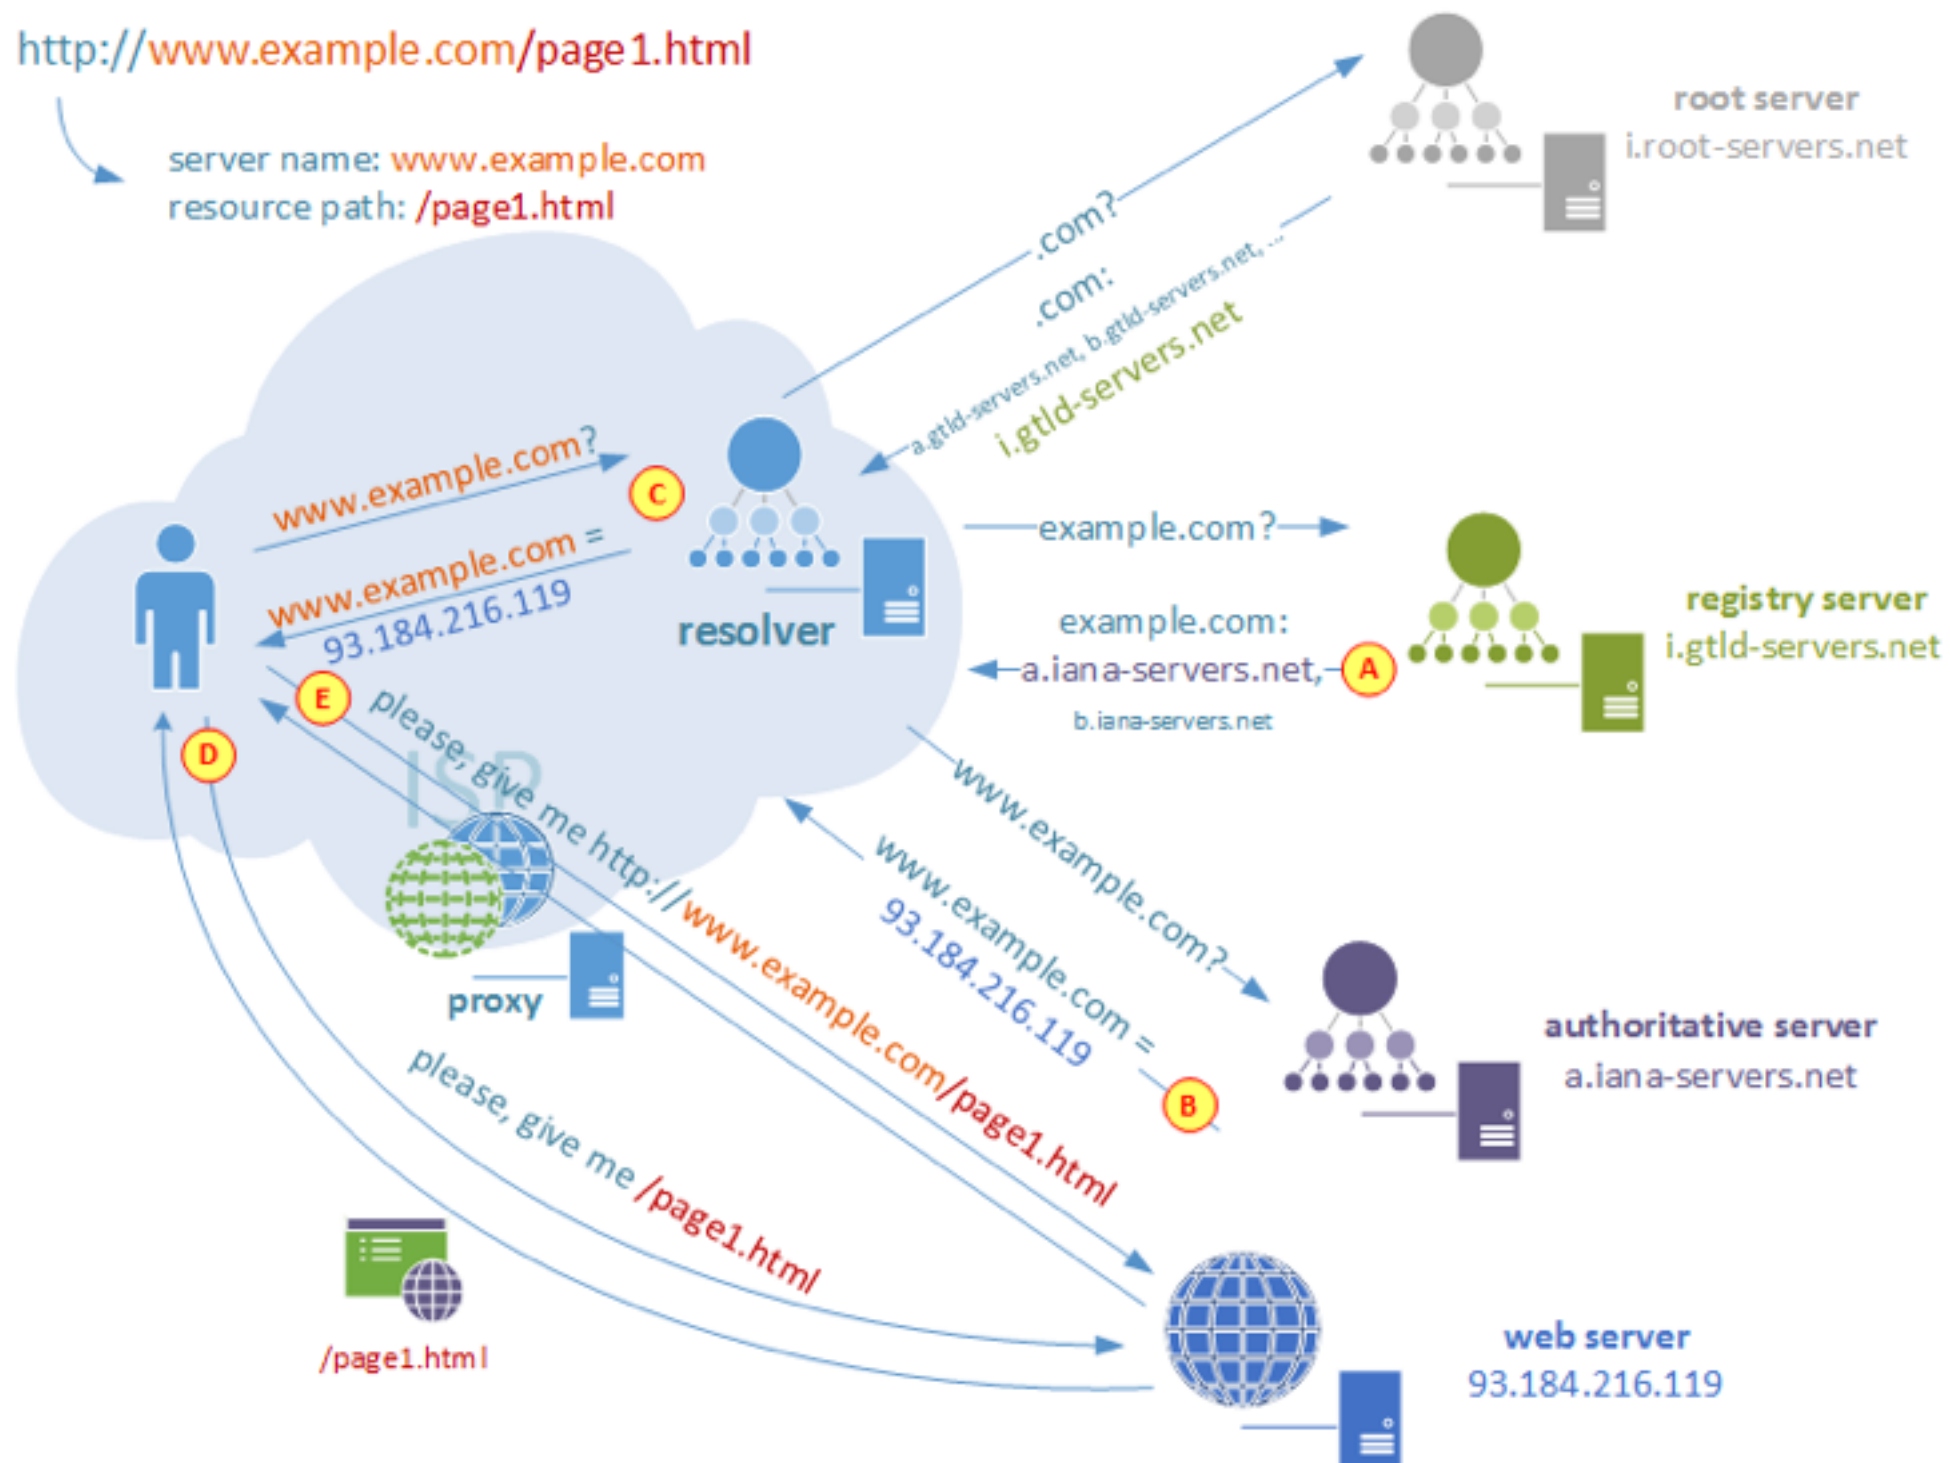 http://www.example.com/page1.html
server name: www.example.com
resource path: /page1.html
root server
i.root-servers.net
.com?
.com:
a.gtld-servers.net, b.gtld-servers.net, ...
i.gtld-servers.net
www.example.com?
C
www.example.com =
93.184.216.119
resolver
example.com?
example.com:
a.iana-servers.net,
A
b.iana-servers.net
registry server
i.gtld-servers.net
E
D
ISP
please, give me http://www.example.com/page1.html
proxy
www.example.com?
www.example.com =
93.184.216.119
B
authoritative server
a.iana-servers.net
please, give me /page1.html
/page1.html
web server
93.184.216.119